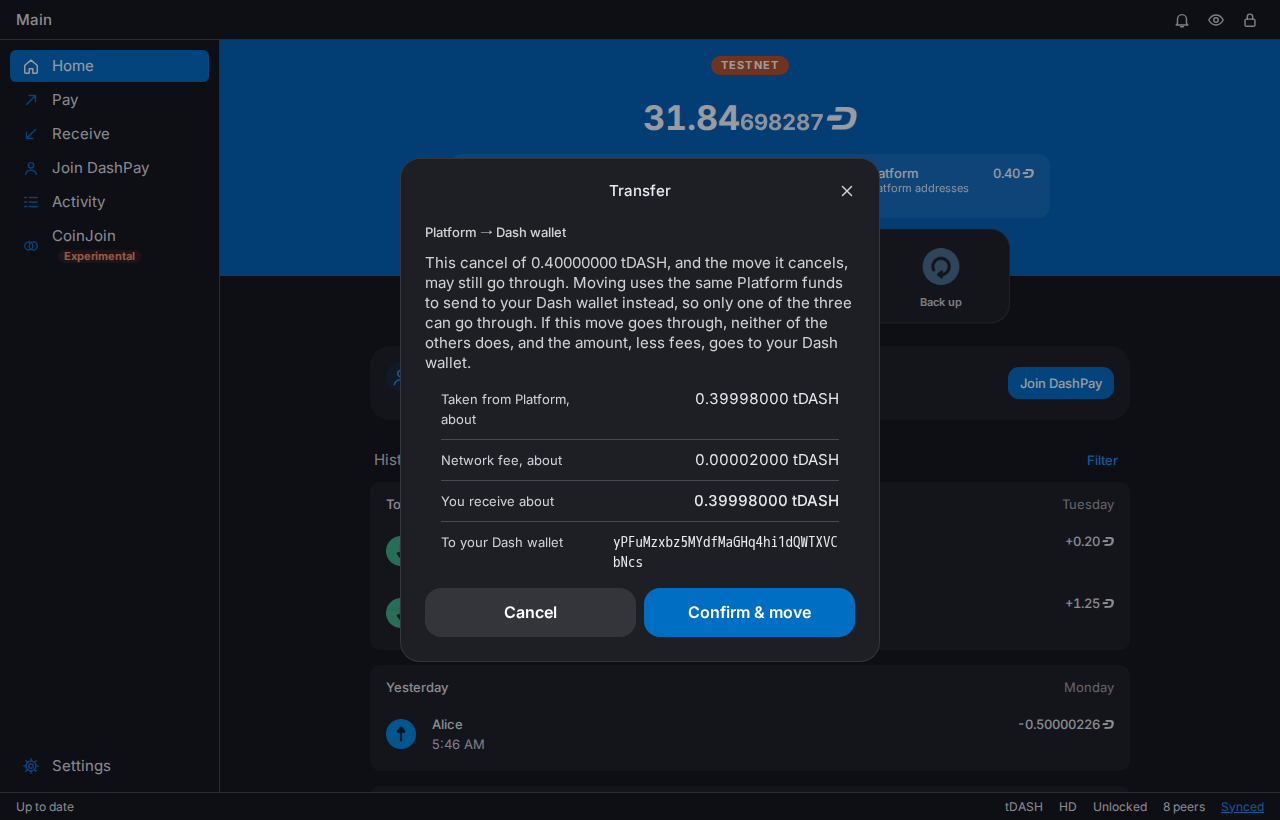 Main
Home
Pay
Receive
Join DashPay
Activity
CoinJoin
Experimental
Settings
TESTNET
31.84698287
0.40
Back up
Join DashPay
Filter
Tuesday
+0.20
+1.25
Transfer
Platform → Dash wallet
This cancel of 0.40000000 tDASH, and the move it cancels,
may still go through. Moving uses the same Platform funds
to send to your Dash wallet instead, so only one of the three
can go through. If this move goes through, neither of the
others does, and the amount, less fees, goes to your Dash
wallet.
Taken from Platform, about 0.39998000 tDASH
Network fee, about 0.00002000 tDASH
You receive about 0.39998000 tDASH
To your Dash wallet yPFuMzxbz5MYdfMaGHq4hi1dQWTXVC
bNcs
Cancel Confirm & move
Yesterday Monday
Alice -0.50000226
5:46 AM
Up to date tDASH HD Unlocked 8 peers Synced